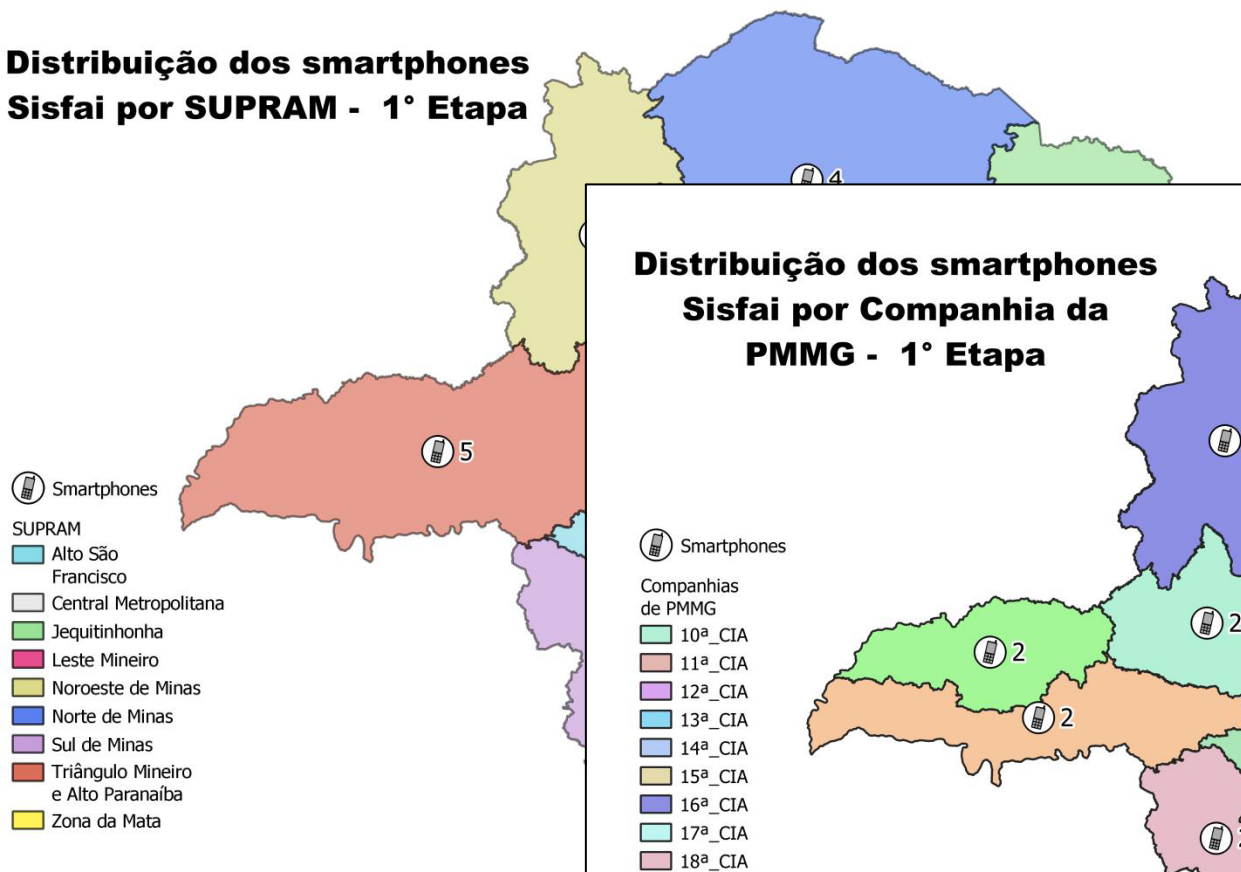 Distribuição dos smartphones
Sisfai por SUPRAM - 1° Etapa
4
5
Smartphones
SUPRAM
Alto São
Francisco
Central Metropolitana
Jequitinhonha
Leste Mineiro
Noroeste de Minas
Norte de Minas
Sul de Minas
Triângulo Mineiro
e Alto Paranaíba
Zona da Mata
Distribuição dos smartphones
Sisfai por Companhia da
PMMG - 1° Etapa
2
2
2
Smartphones
Companhias
de PMMG
10ª_CIA
11ª_CIA
12ª_CIA
13ª_CIA
14ª_CIA
15ª_CIA
16ª_CIA
17ª_CIA
18ª_CIA